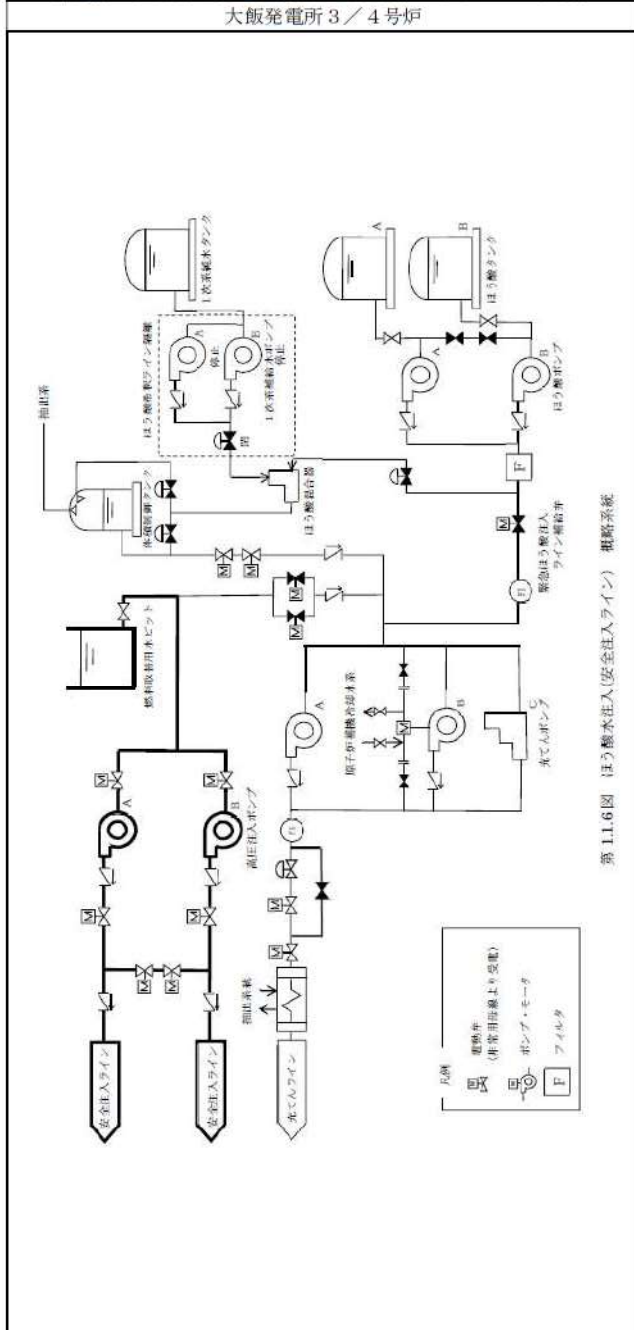 大飯発電所3/4号炉
抽出系
体積制御タンク
ほう酸希釈ライン隔離
A
停止
B
停止
1次系補給水ポンプ
1次系純水タンク
閉
ほう酸混合器
燃料取替用水ピット
A
B
高圧注入ポンプ
安全注入ライン
安全注入ライン
充てんライン
抽出系統
FI
A
原子炉補機冷却水系
B
C
充てんポンプ
FI
緊急ほう酸注入
ライン補給弁
F
A
B
ほう酸ポンプ
A
B
ほう酸タンク
M
M
M
M
M
M
M
M
M
M
M
M
M
M
凡例
M
電動弁
(非常用母線より受電)
M
ポンプ・モータ
F
フィルタ
第 1.1.6図 ほう酸水注入(安全注入ライン) 概略系統